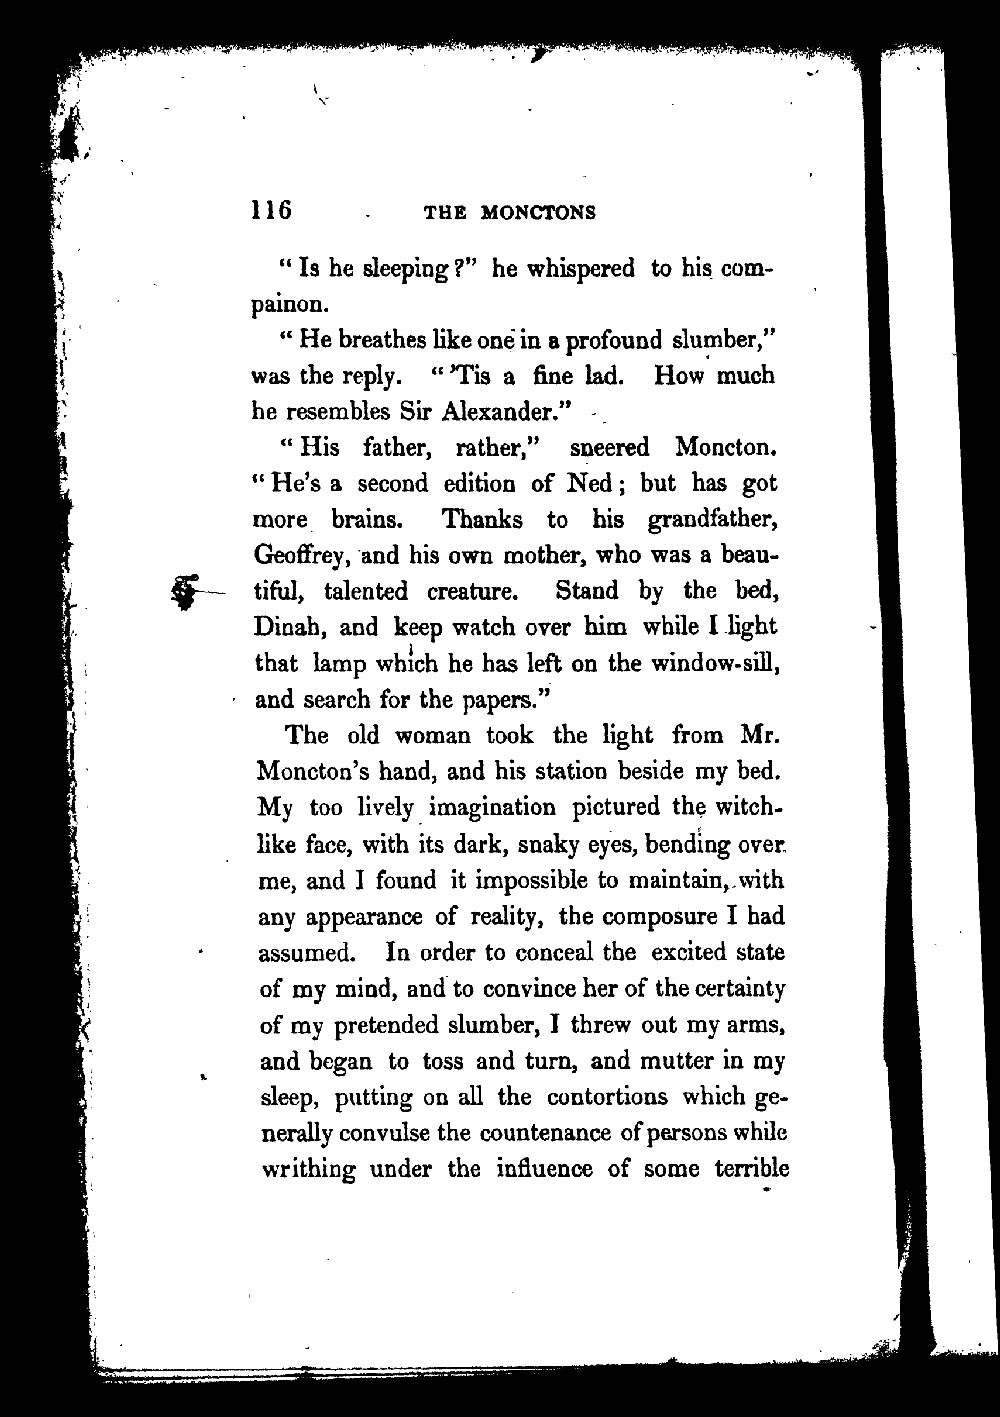 116 THE MONCTONS
“ Is he sleeping ?” he whispered to his com-
painon.
“ He breathes like one in a profound slumber,”
was the reply. “ ’Tis a fine lad. How much
he resembles Sir Alexander.”
“ His father, rather,” sneered Moncton.
“ He’s a second edition of Ned ; but has got
more brains. Thanks to his grandfather,
Geoffrey, and his own mother, who was a beau-
tiful, talented creature. Stand by the bed,
Dinah, and keep watch over him while I light
that lamp which he has left on the window-sill,
and search for the papers.”
The old woman took the light from Mr.
Moncton’s hand, and his station beside my bed.
My too lively imagination pictured the witch-
like face, with its dark, snaky eyes, bending over
me, and I found it impossible to maintain, with
any appearance of reality, the composure I had
assumed. In order to conceal the excited state
of my mind, and to convince her of the certainty
of my pretended slumber, I threw out my arms,
and began to toss and turn, and mutter in my
sleep, putting on all the contortions which ge-
nerally convulse the countenance of persons while
writhing under the influence of some terrible